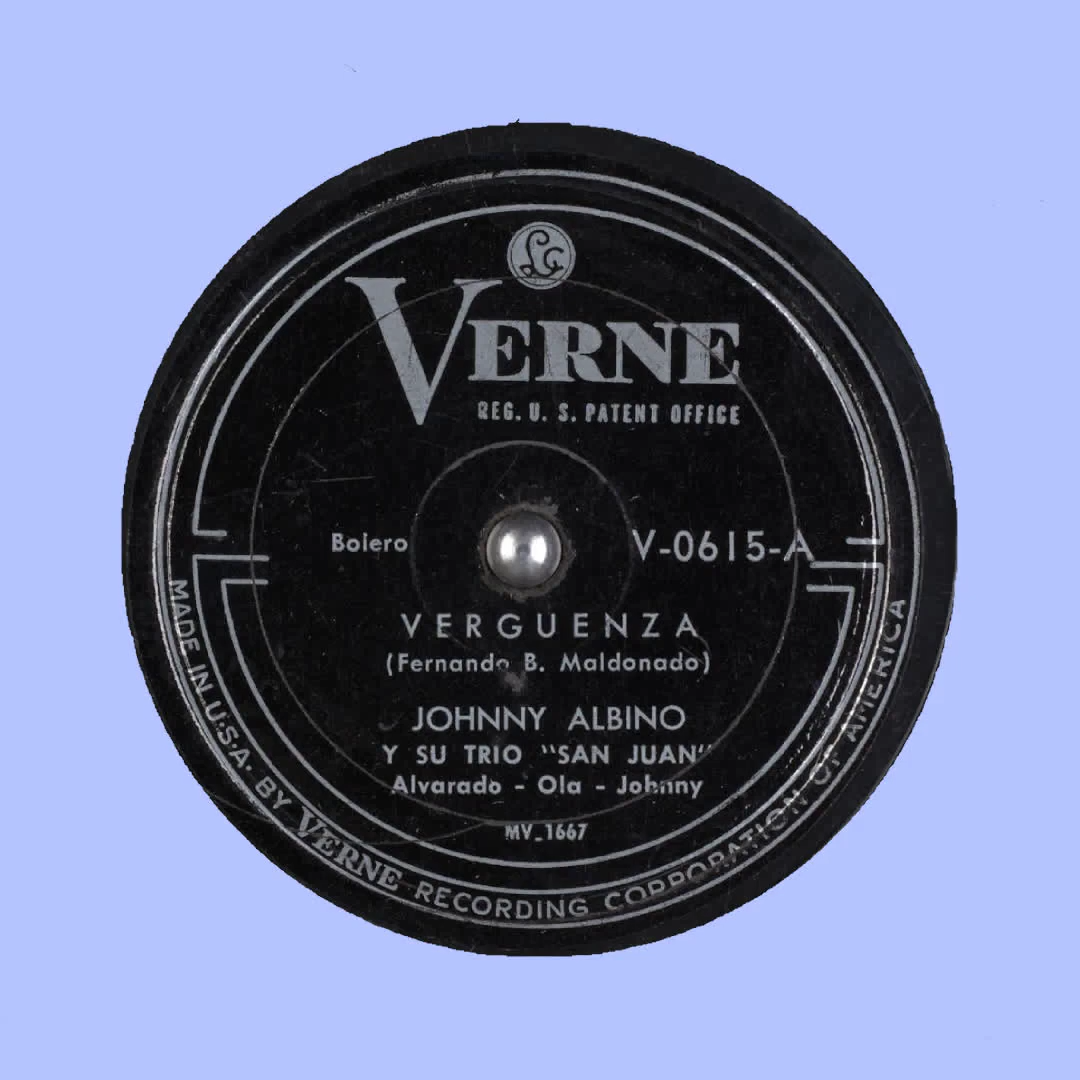 LG
VERNE
REG. U. S. PATENT OFFICE
Bolero
V-0615-A
VERGUENZA
(Fernando B. Maldonado)
JOHNNY ALBINO
Y SU TRIO "SAN JUAN"
Alvarado - Ola - Johnny
MV_1667
MADE IN U.S.A. BY VERNE RECORDING CORPORATION OF AMERICA